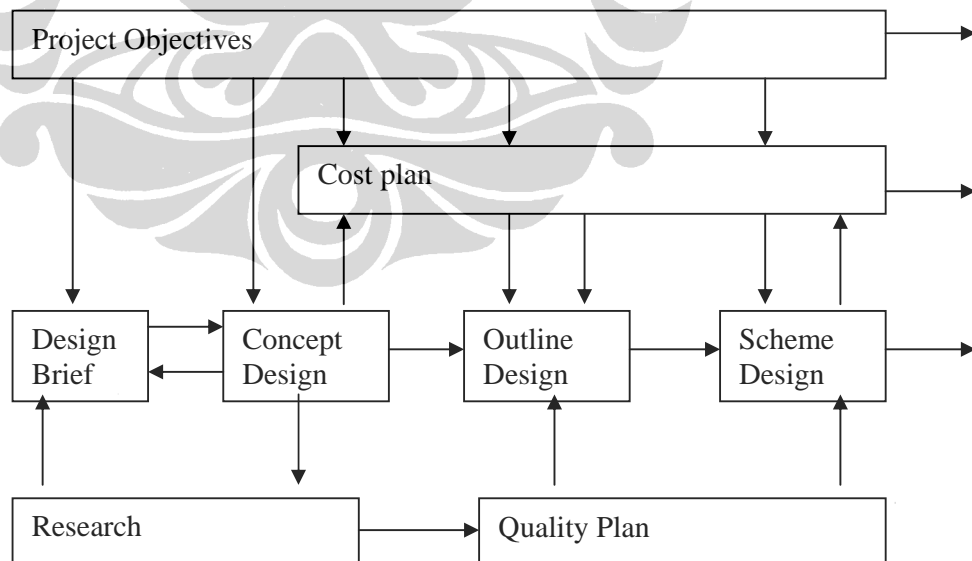 Project Objectives
Cost plan
Design
Brief
Concept
Design
Outline
Design
Scheme
Design
Research
Quality Plan